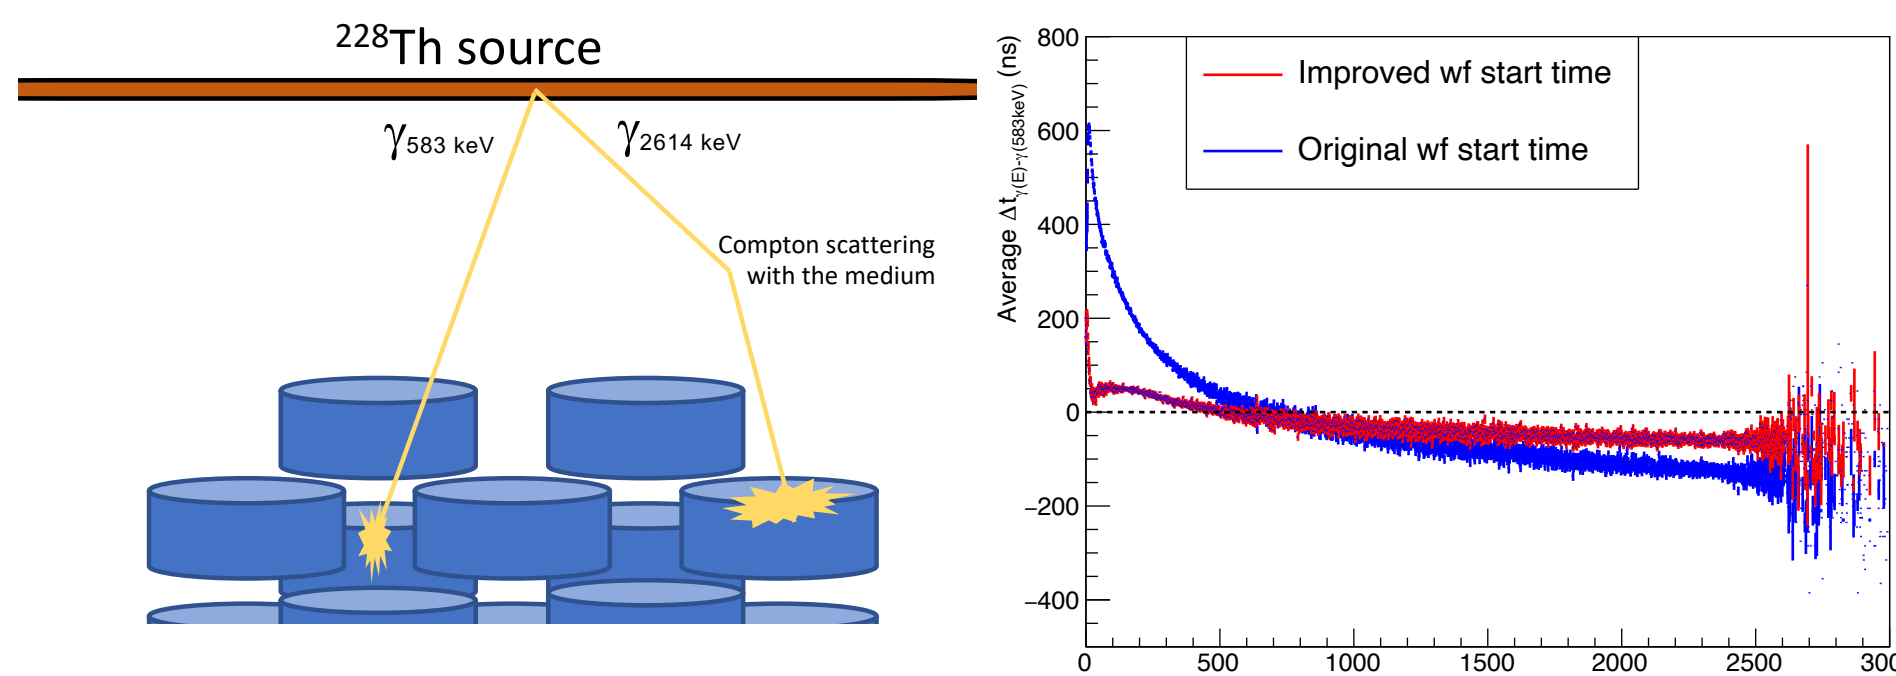 ²²⁸Th source
γ583 keV
γ2614 keV
Compton scattering
with the medium
Average Δtγ(E)-γ(583keV) (ns)
800
600
400
200
0
−200
−400
Improved wf start time
Original wf start time
0 500 1000 1500 2000 2500 300